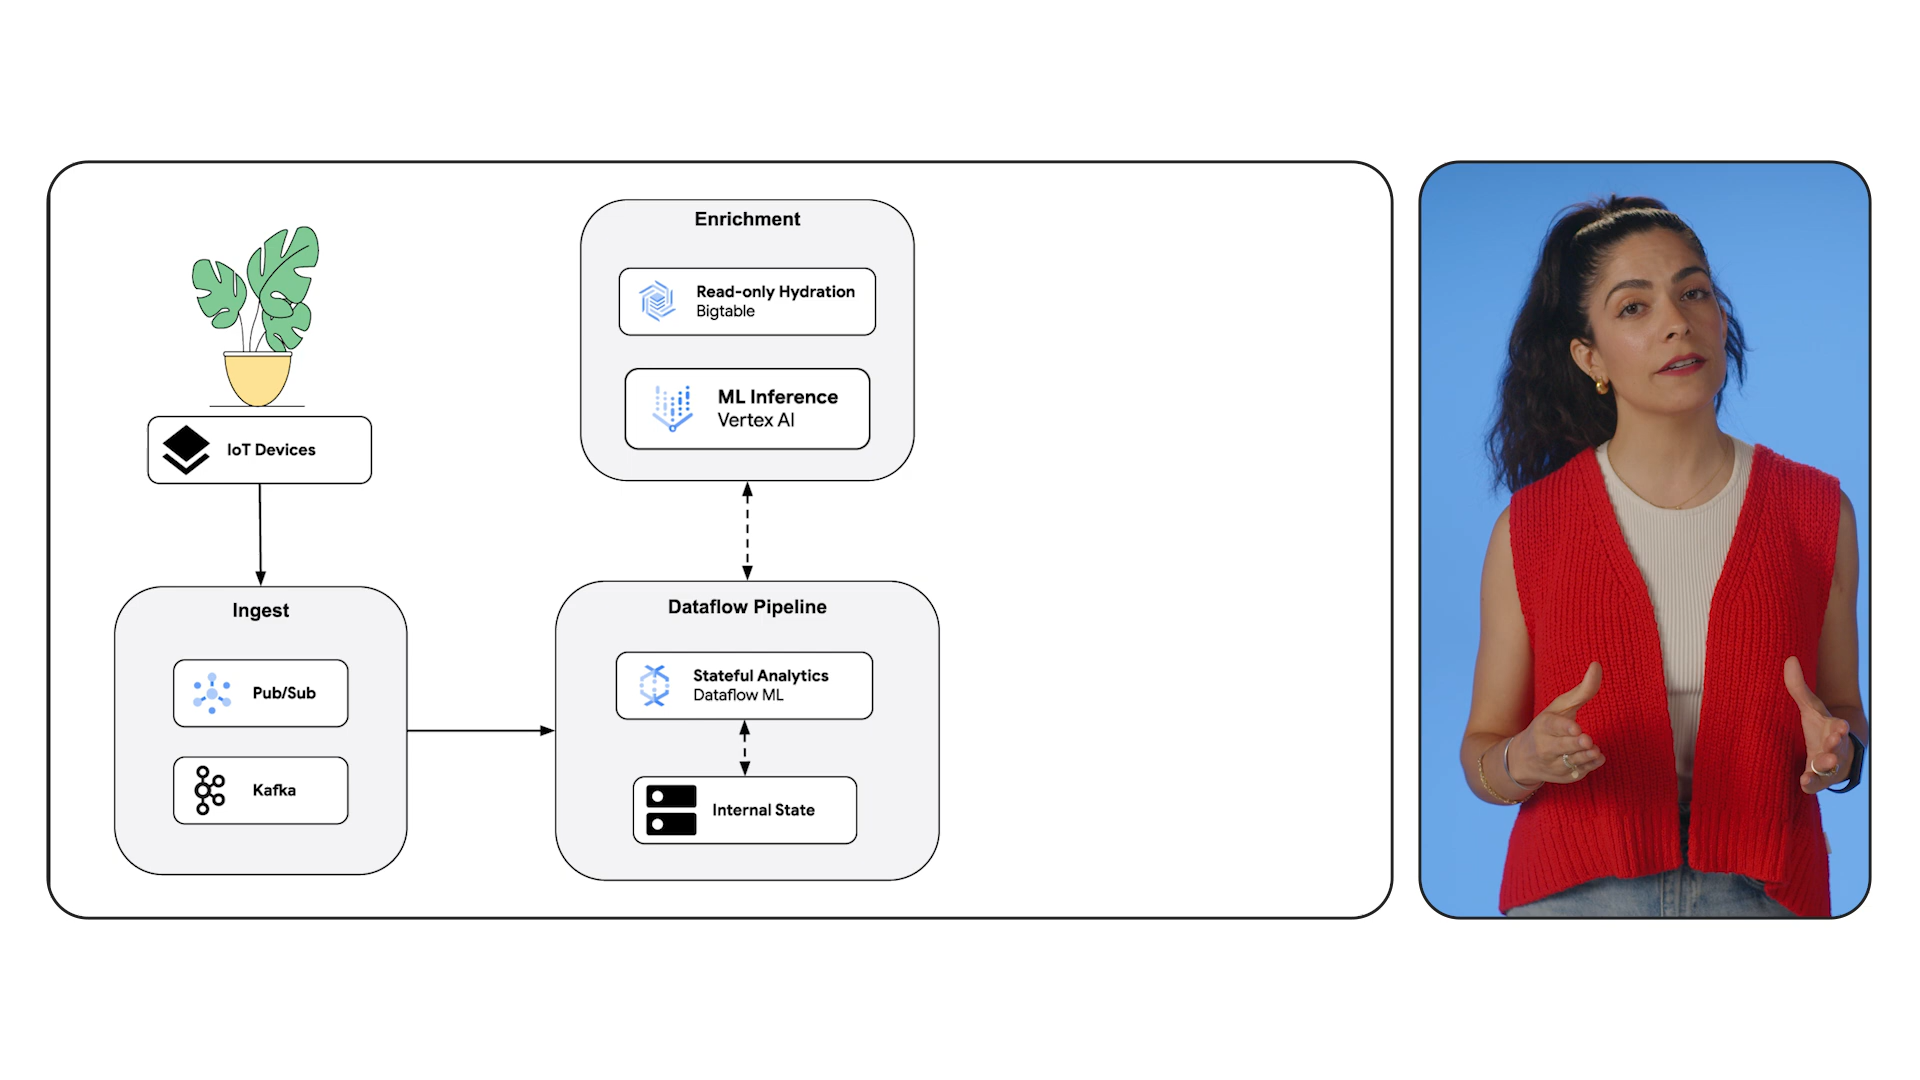 IoT Devices
Ingest
Pub/Sub
Kafka
Enrichment
Read-only Hydration
Bigtable
ML Inference
Vertex AI
Dataflow Pipeline
Stateful Analytics
Dataflow ML
Internal State